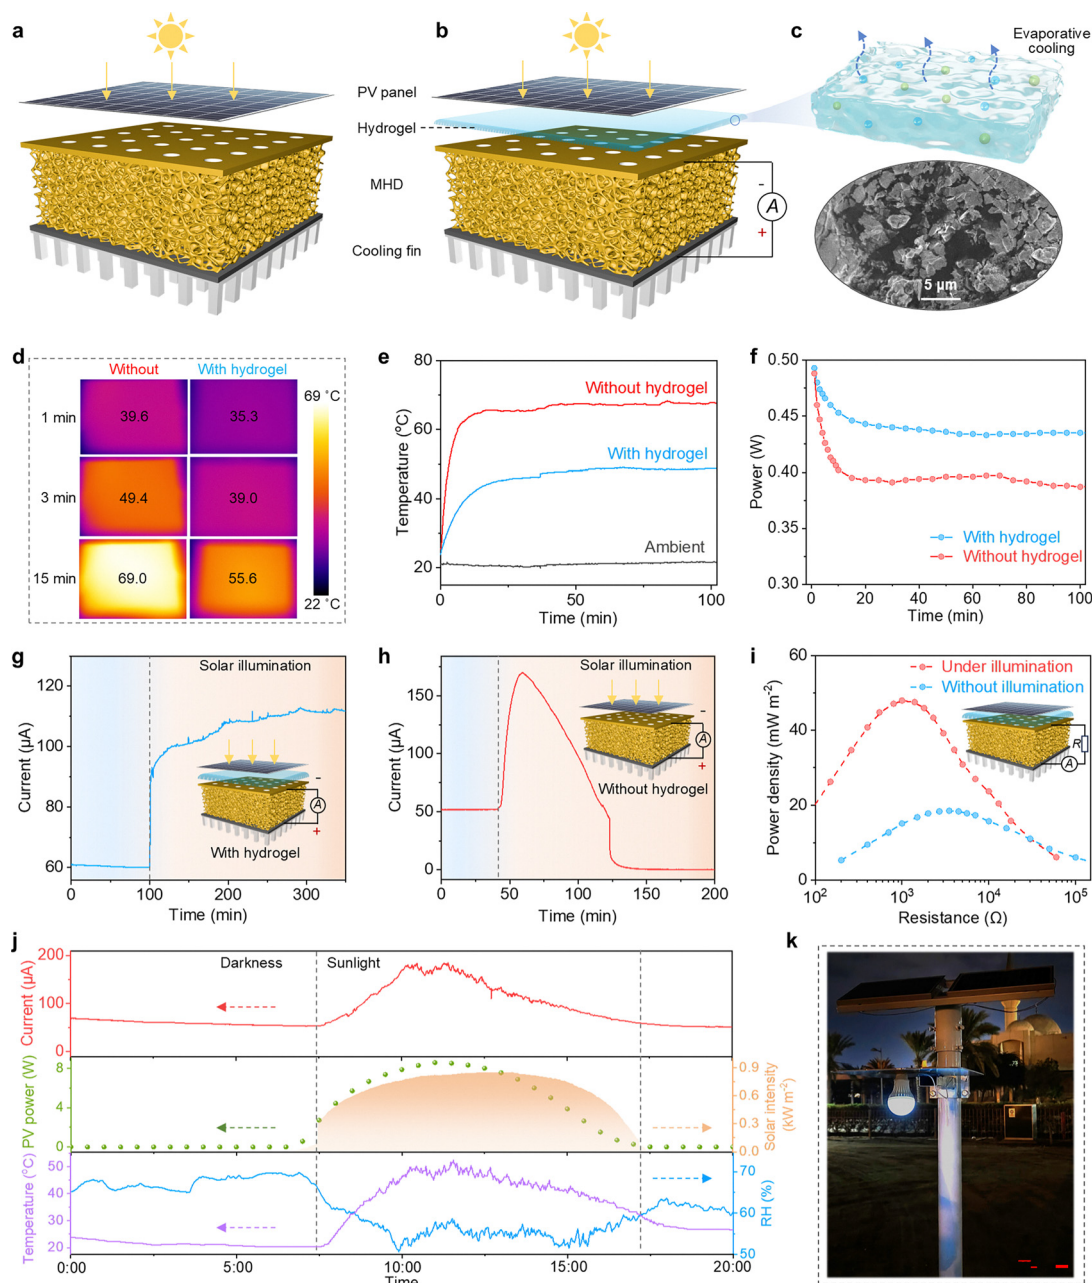 a
b
c
PV panel
Hydrogel
MHD
Cooling fin
-
A
+
Evaporative
cooling
5 μm
d
Without
With hydrogel
1 min
39.6
35.3
3 min
49.4
39.0
15 min
69.0
55.6
69 °C
22 °C
e
80
60
40
20
Temperature (°C)
Without hydrogel
With hydrogel
Ambient
0
50
100
Time (min)
f
0.50
0.45
0.40
0.35
0.30
Power (W)
With hydrogel
Without hydrogel
0
20
40
60
80
100
Time (min)
g
120
100
80
60
Current (μA)
Solar illumination
-
A
+
With hydrogel
0
100
200
300
Time (min)
h
150
100
50
0
Current (μA)
Solar illumination
-
A
+
Without hydrogel
0
50
100
150
200
Time (min)
i
60
40
20
0
Power density (mW m⁻²)
Under illumination
Without illumination
R
A
10²
10³
10⁴
10⁵
Resistance (Ω)
j
200
100
0
Current (μA)
Darkness
Sunlight
8
4
0
PV power (W)
0.9
0.6
0.3
0.0
Solar intensity
(kW m⁻²)
50
40
30
20
Temperature (°C)
70
60
50
RH (%)
0:00
5:00
10:00
15:00
20:00
Time
k